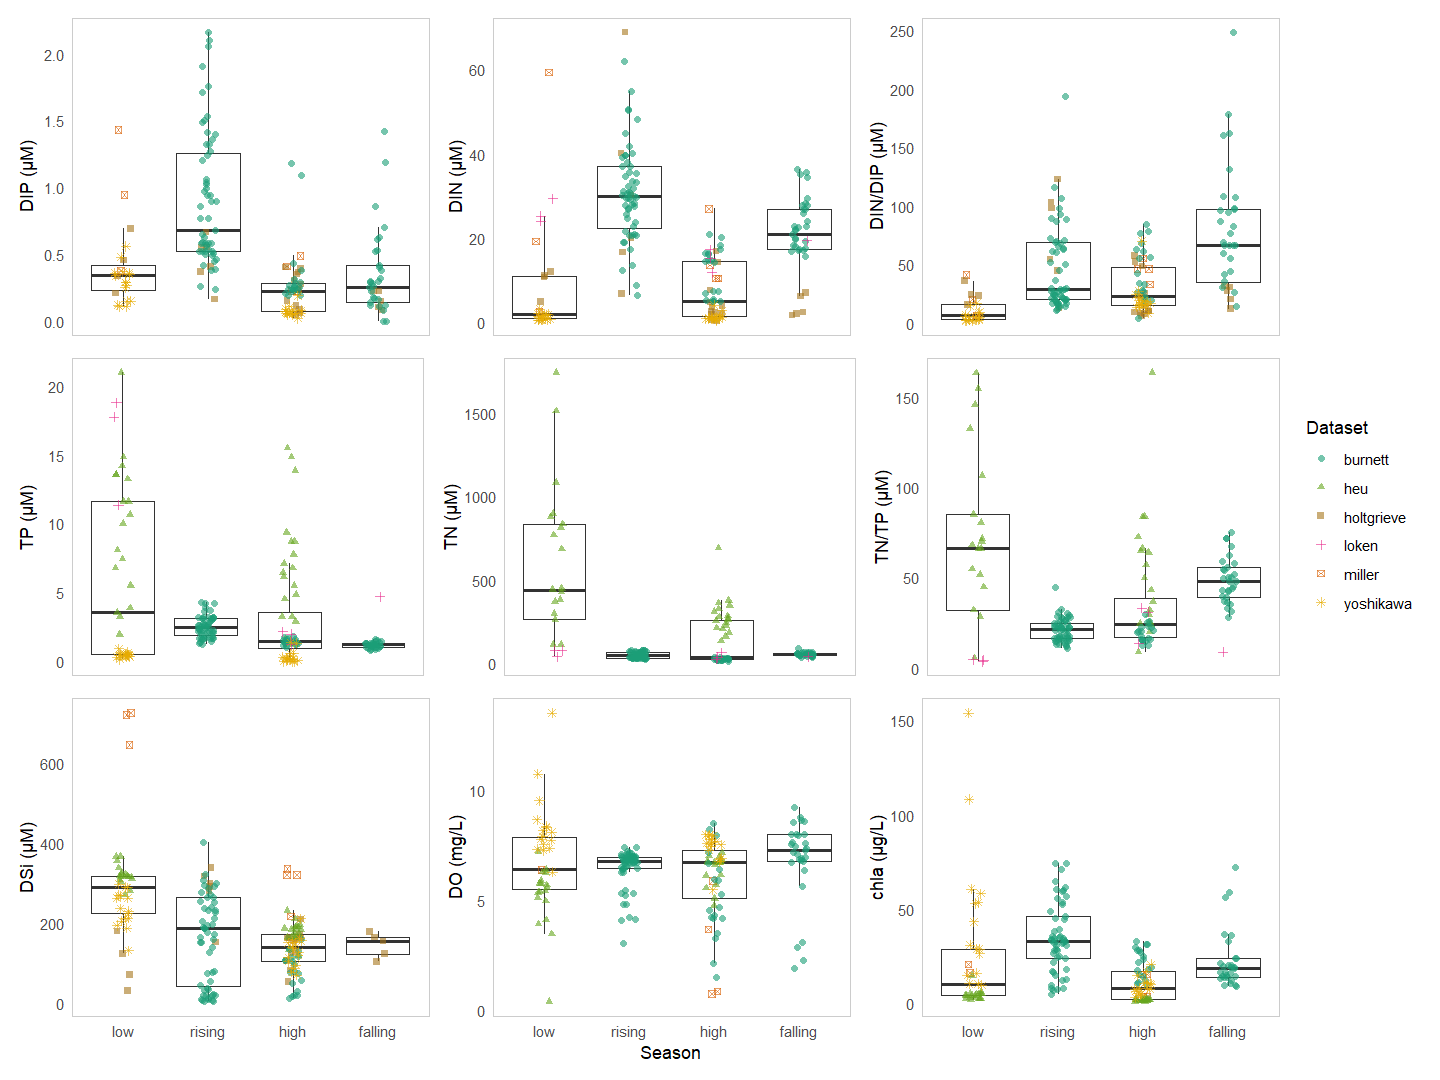 DIP (µM)
2.0
1.5
1.0
0.5
0.0
DIN (µM)
60
40
20
0
DIN/DIP (µM)
250
200
150
100
50
0
TP (µM)
20
15
10
5
0
TN (µM)
1500
1000
500
0
TN/TP (µM)
150
100
50
0
DSi (µM)
600
400
200
0
low
rising
high
falling
DO (mg/L)
10
5
0
low
rising
high
falling
Season
chla (µg/L)
150
100
50
0
low
rising
high
falling
Dataset
burnett
heu
holtgrieve
loken
miller
yoshikawa